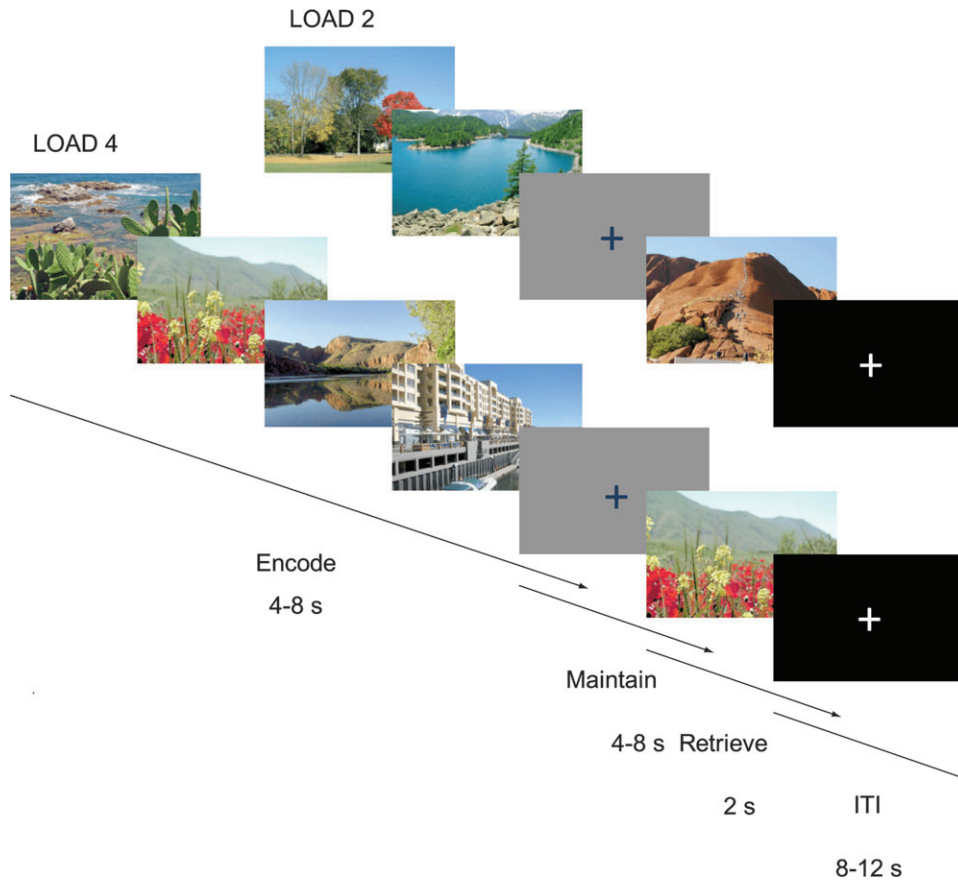 LOAD 2
LOAD 4
Encode
4-8 s
Maintain
4-8 s Retrieve
2 s ITI
8-12 s